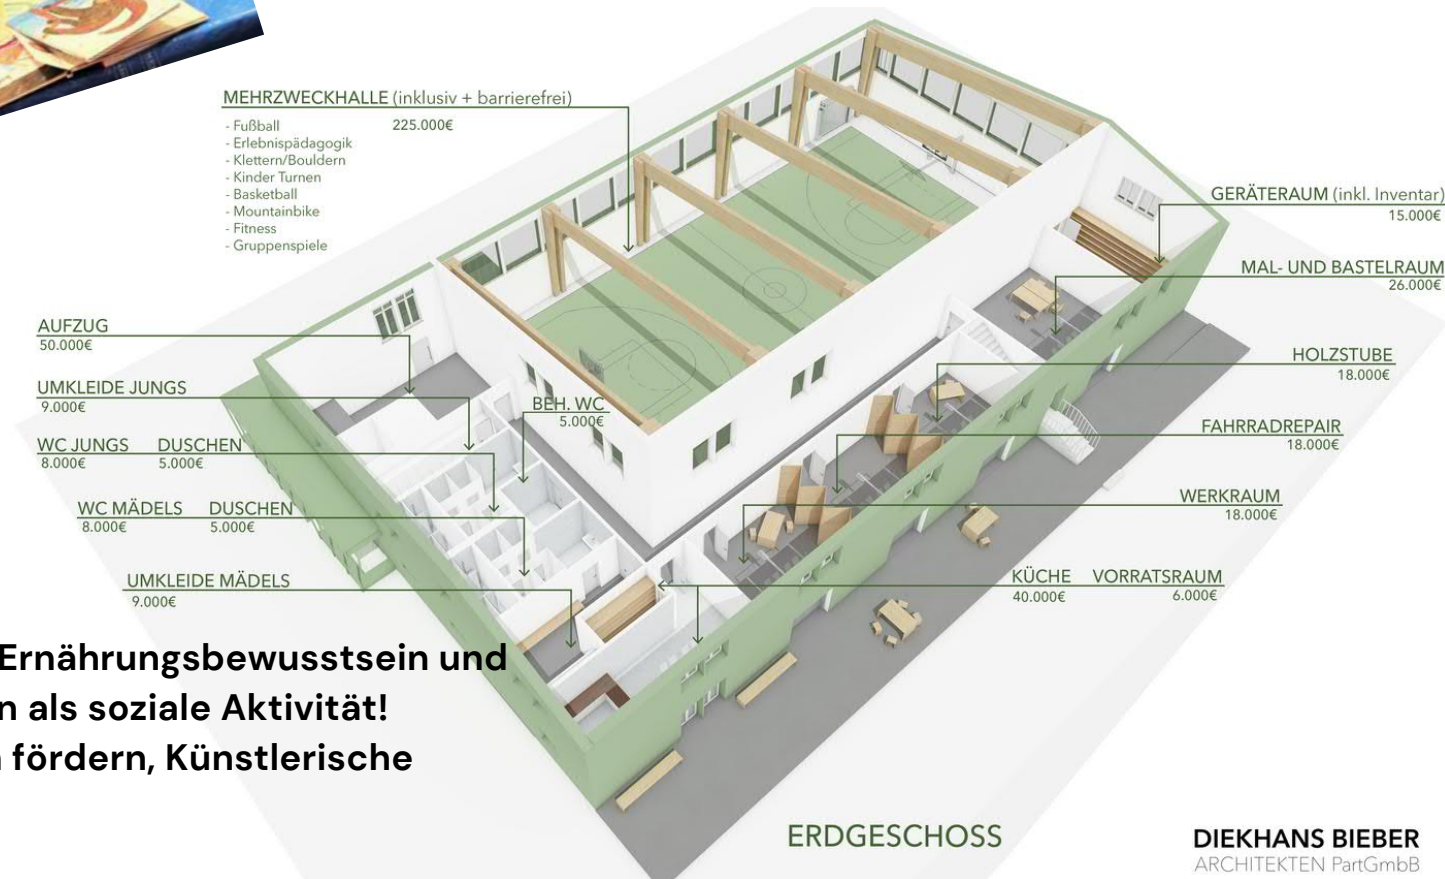 MEHRZWECKHALLE (inklusiv + barrierefrei)
- Fußball
225.000€
- Erlebnispädagogik
- Klettern/Bouldern
- Kinder Turnen
- Basketball
- Mountainbike
- Fitness
- Gruppenspiele
GERÄTERAUM (inkl. Inventar)
15.000€
MAL- UND BASTELRAUM
26.000€
AUFZUG
50.000€
HOLZSTUBE
18.000€
UMKLEIDE JUNGS
9.000€
BEH. WC
5.000€
FAHRRADREPAIR
18.000€
WC JUNGS DUSCHEN
8.000€ 5.000€
WERKRAUM
18.000€
WC MÄDELS DUSCHEN
8.000€ 5.000€
KÜCHE VORRATSRAUM
40.000€ 6.000€
UMKLEIDE MÄDELS
9.000€
Ernährungsbewusstsein und
n als soziale Aktivität!
fördern, Künstlerische
ERDGESCHOSS
DIEKHANS BIEBER
ARCHITEKTEN PartGmbB